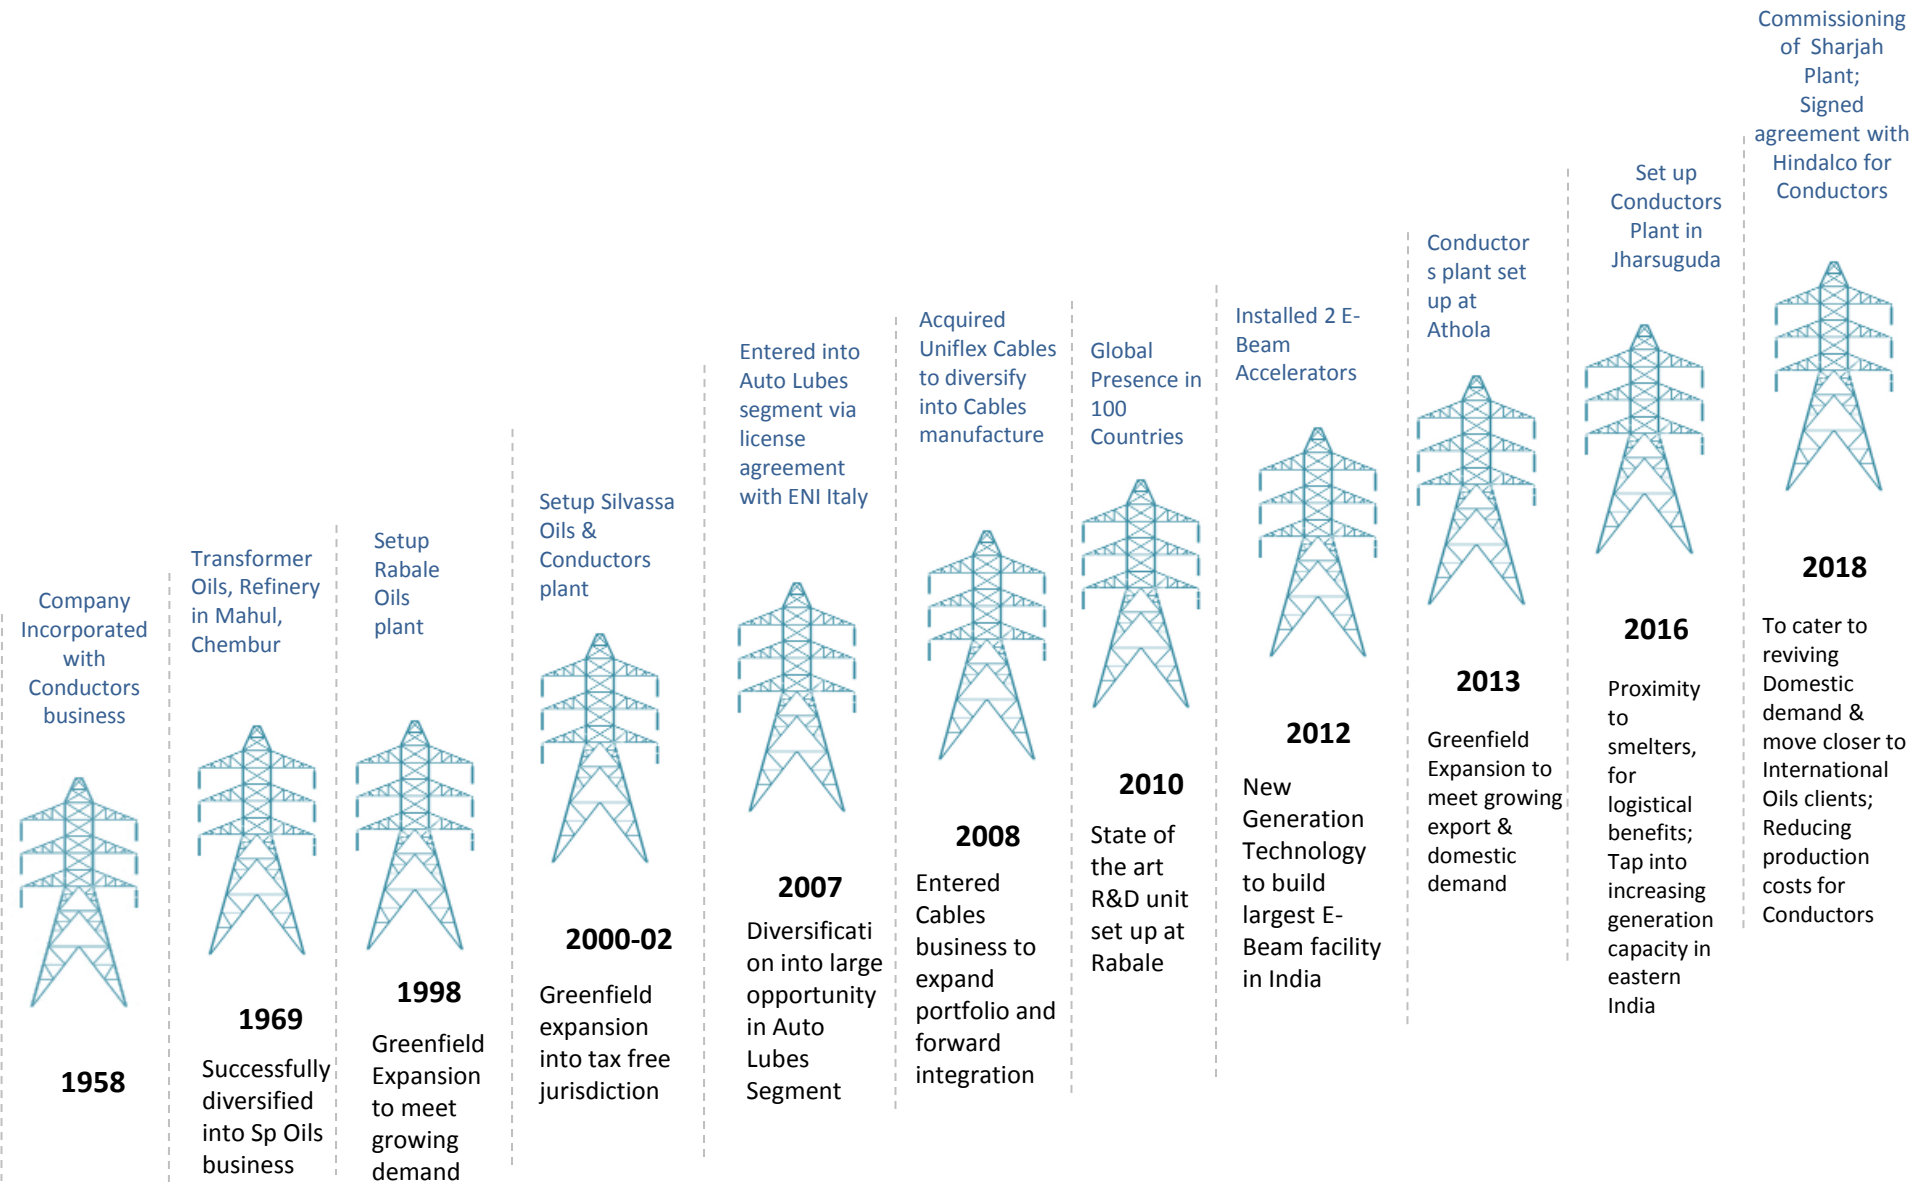 Company
Incorporated
with
Conductors
business
1958
Transformer
Oils, Refinery
in Mahul,
Chembur
1969
Successfully
diversified
into Sp Oils
business
Setup
Rabale
Oils
plant
1998
Greenfield
Expansion
to meet
growing
demand
Setup Silvassa
Oils &
Conductors
plant
2000-02
Greenfield
expansion
into tax free
jurisdiction
Entered into
Auto Lubes
segment via
license
agreement
with ENI Italy
2007
Diversificati
on into large
opportunity
in Auto
Lubes
Segment
Acquired
Uniflex Cables
to diversify
into Cables
manufacture
2008
Entered
Cables
business to
expand
portfolio and
forward
integration
Global
Presence in
100
Countries
2010
State of
the art
R&D unit
set up at
Rabale
Installed 2 E-
Beam
Accelerators
2012
New
Generation
Technology
to build
largest E-
Beam facility
in India
Conductor
s plant set
up at
Athola
2013
Greenfield
Expansion to
meet growing
export &
domestic
demand
Set up
Conductors
Plant in
Jharsuguda
2016
Proximity
to
smelters,
for
logistical
benefits;
Tap into
increasing
generation
capacity in
eastern
India
Commissioning
of Sharjah
Plant;
Signed
agreement with
Hindalco for
Conductors
2018
To cater to
reviving
Domestic
demand &
move closer to
International
Oils clients;
Reducing
production
costs for
Conductors